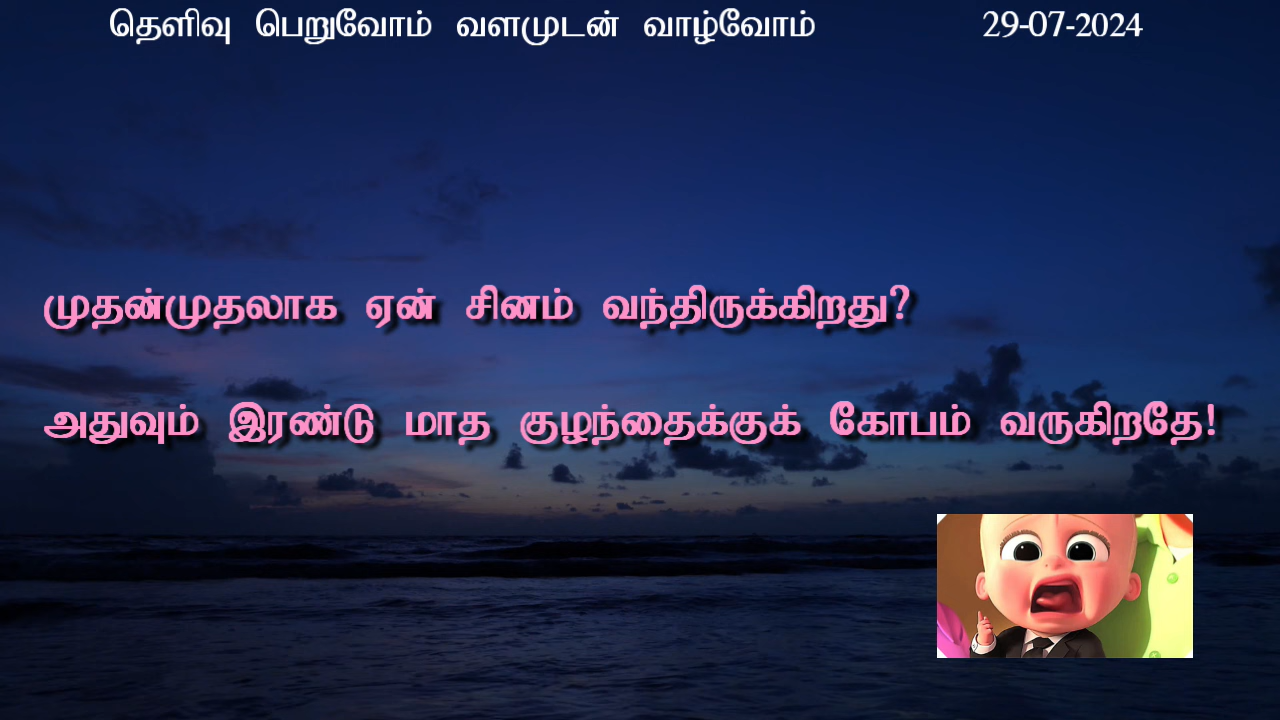 தெளிவு பெறுவோம் வளமுடன் வாழ்வோம் 29-07-2024
முதன்முதலாக ஏன் சினம் வந்திருக்கிறது?
அதுவும் இரண்டு மாத குழந்தைக்குக் கோபம் வருகிறதே!